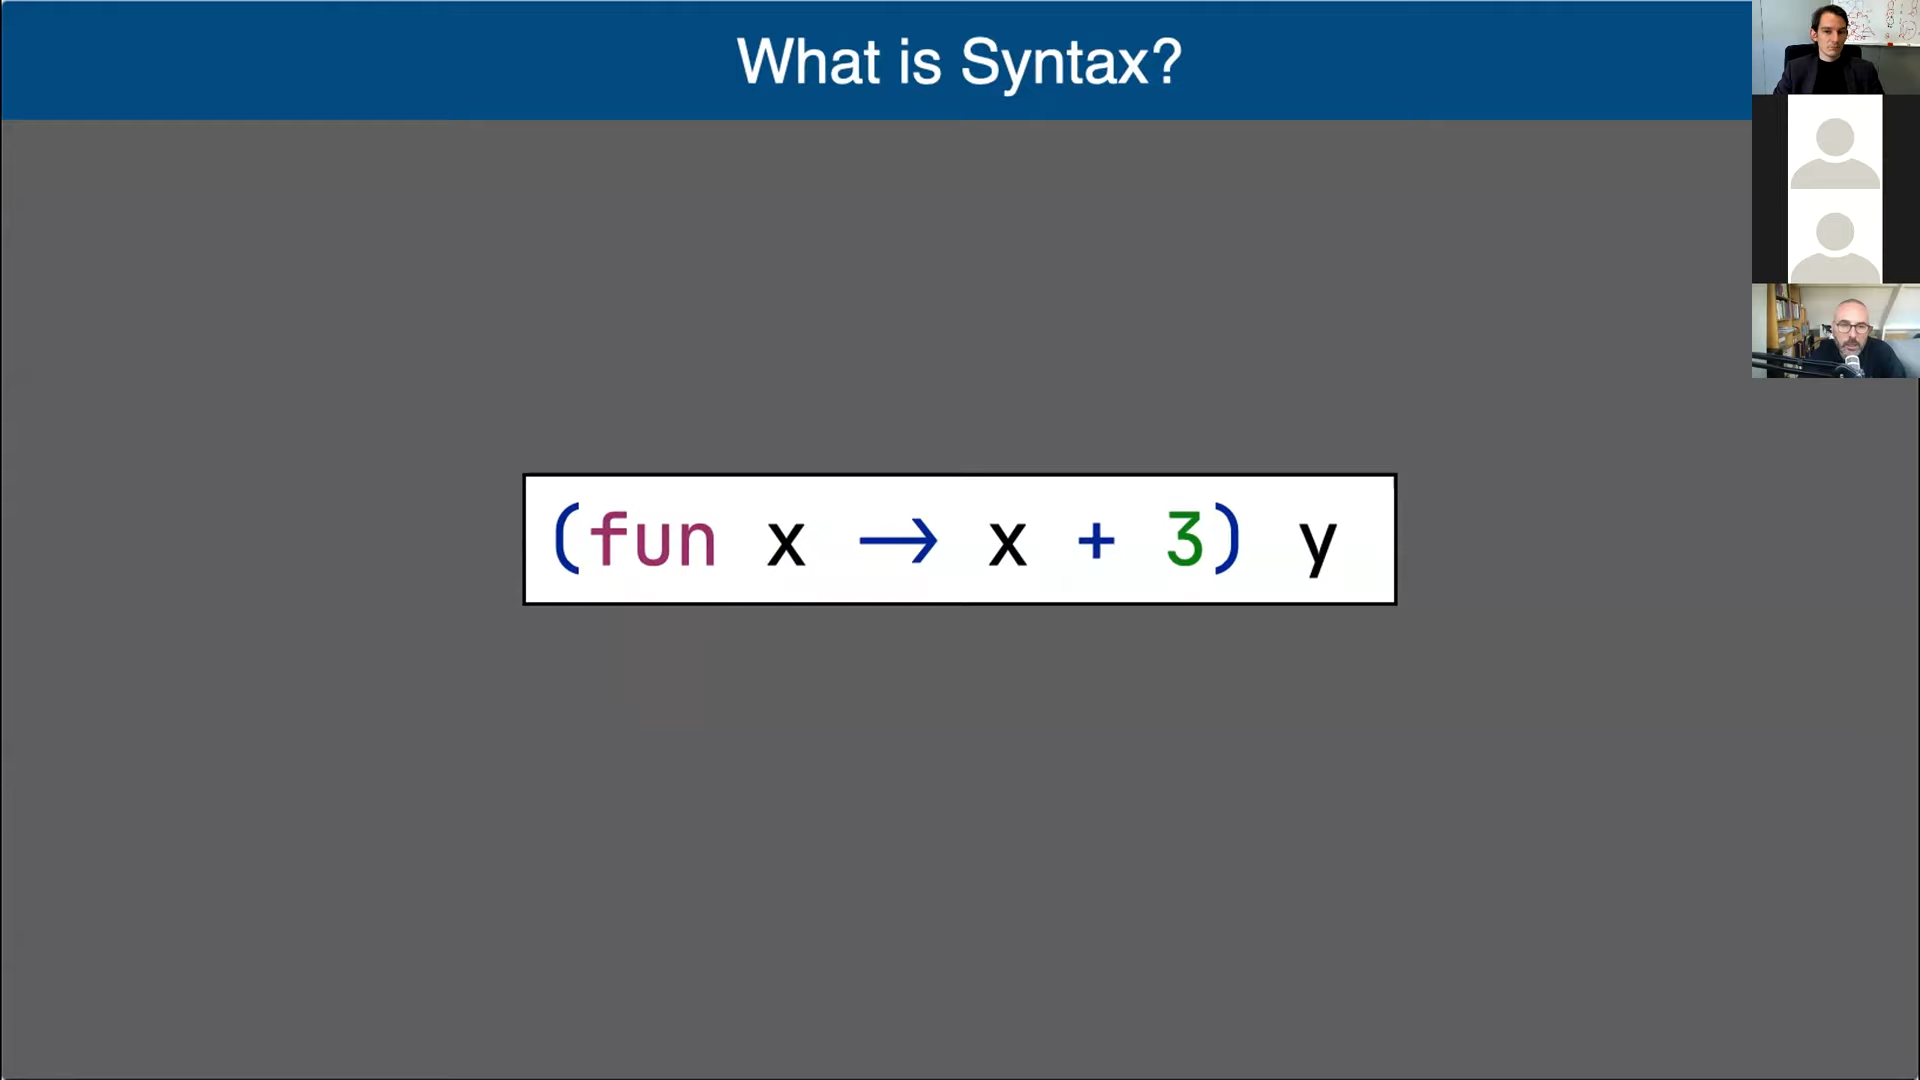 What is Syntax?
(fun x → x + 3) y